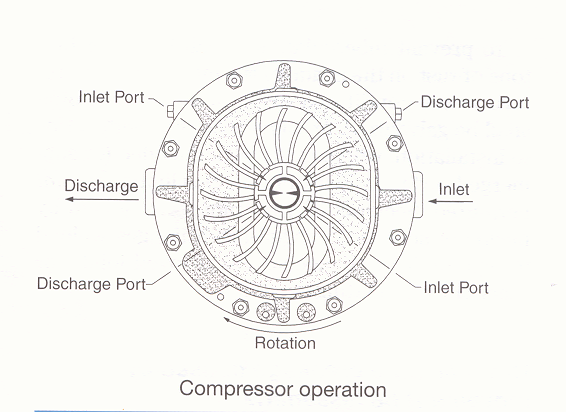 Inlet Port
Discharge Port
Discharge
Inlet
Discharge Port
Inlet Port
Rotation
Compressor operation